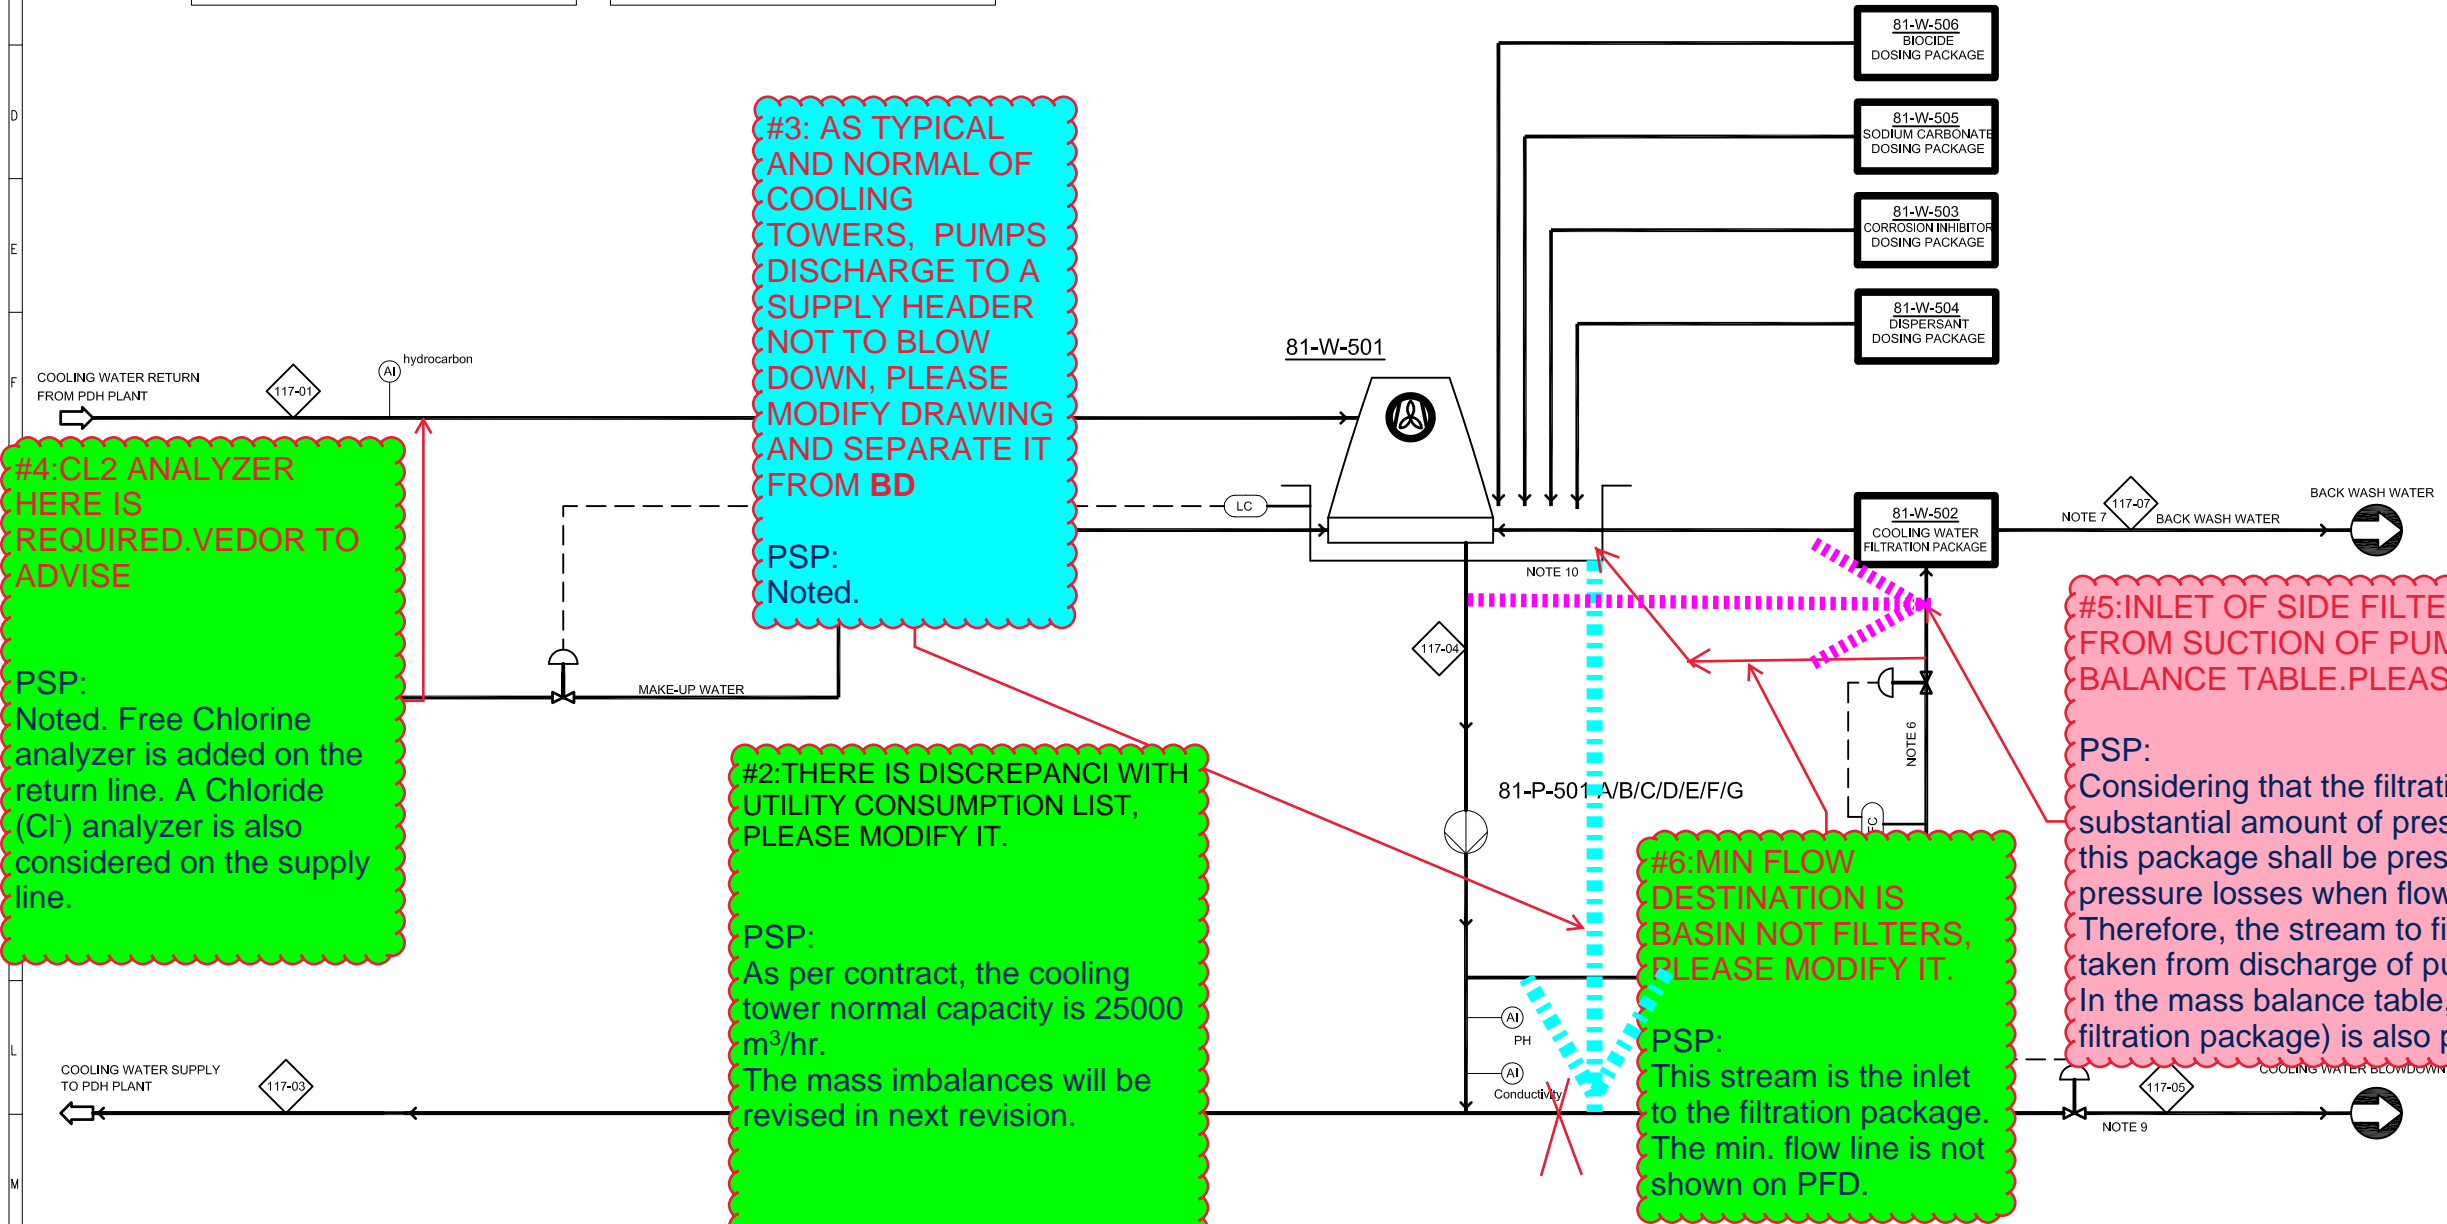 81-W-506
BIOCIDE
DOSING PACKAGE
81-W-505
SODIUM CARBONATE
DOSING PACKAGE
81-W-503
CORROSION INHIBITOR
DOSING PACKAGE
81-W-504
DISPERSANT
DOSING PACKAGE
D
E
F
L
M
#3: AS TYPICAL
AND NORMAL OF
COOLING
TOWERS, PUMPS
DISCHARGE TO A
SUPPLY HEADER
NOT TO BLOW
DOWN, PLEASE
MODIFY DRAWING
AND SEPARATE IT
FROM BD
PSP:
Noted.
81-W-501
COOLING WATER RETURN
FROM PDH PLANT
117-01
AI
hydrocarbon
#4:CL2 ANALYZER
HERE IS
REQUIRED.VEDOR TO
ADVISE
PSP:
Noted. Free Chlorine
analyzer is added on the
return line. A Chloride
(Cl-) analyzer is also
considered on the supply
line.
LC
MAKE-UP WATER
81-W-502
COOLING WATER
FILTRATION PACKAGE
NOTE 7
117-07
BACK WASH WATER
BACK WASH WATER
NOTE 10
117-04
NOTE 6
FC
81-P-501 A/B/C/D/E/F/G
#5:INLET OF SIDE FILTE
FROM SUCTION OF PUM
BALANCE TABLE.PLEAS
PSP:
Considering that the filtrati
substantial amount of pres
this package shall be pres
pressure losses when flow
Therefore, the stream to fi
taken from discharge of pu
In the mass balance table,
filtration package) is also p
#2:THERE IS DISCREPANCI WITH
UTILITY CONSUMPTION LIST,
PLEASE MODIFY IT.
PSP:
As per contract, the cooling
tower normal capacity is 25000
m³/hr.
The mass imbalances will be
revised in next revision.
#6:MIN FLOW
DESTINATION IS
BASIN NOT FILTERS,
PLEASE MODIFY IT.
PSP:
This stream is the inlet
to the filtration package.
The min. flow line is not
shown on PFD.
AI
PH
AI
Conductivity
COOLING WATER SUPPLY
TO PDH PLANT
117-03
117-05
COOLING WATER BLOWDOWN
NOTE 9